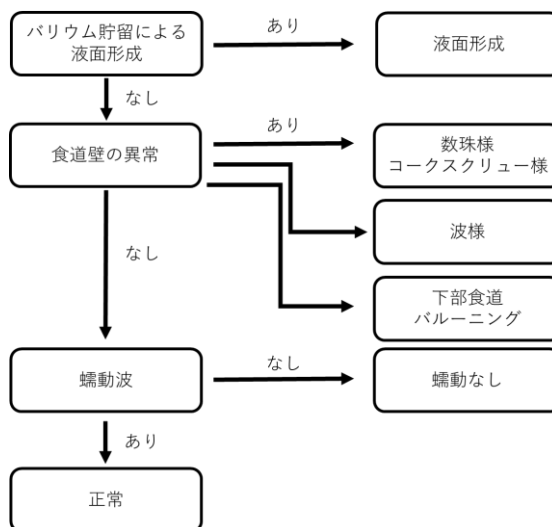 バリウム貯留による
液面形成
あり
液面形成
なし
食道壁の異常
あり
数珠様
コークスクリュー様
波様
なし
下部食道
バルーニング
蠕動波
なし
蠕動なし
あり
正常